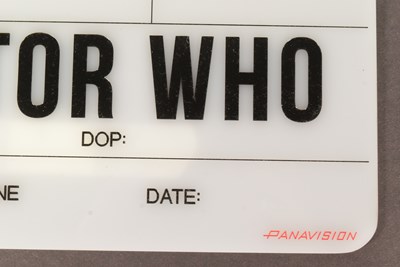 TOR WHO
DOP:
NE DATE:
PANAVISION